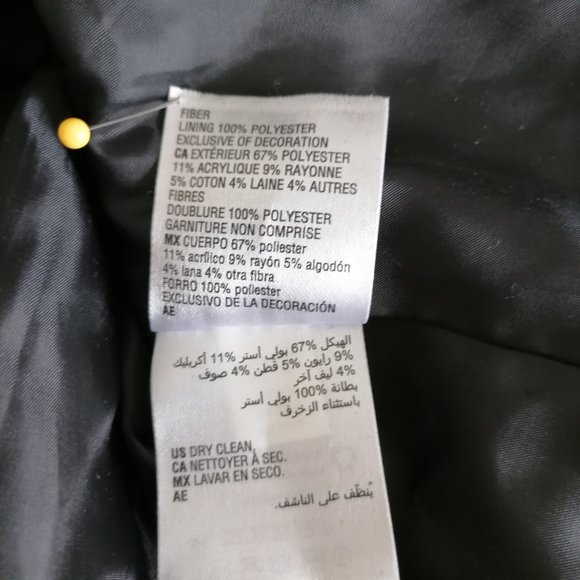 FIBER
LINING 100% POLYESTER
EXCLUSIVE OF DECORATION
CA EXTÉRIEUR 67% POLYESTER
11% ACRYLIQUE 9% RAYONNE
5% COTON 4% LAINE 4% AUTRES
FIBRES
DOUBLURE 100% POLYESTER
GARNITURE NON COMPRISE
MX CUERPO 67% poliester
11% acrílico 9% rayón 5% algodón
4% lana 4% otra fibra
FORRO 100% poliester
EXCLUSIVO DE LA DECORACIÓN
AE
الهيكل 67% بولي أستر 11% أكريليك
9% رايون 5% قطن 4% صوف
4% ليف آخر
بطانة 100% بولي أستر
باستثناء الزخرف
US DRY CLEAN.
CA NETTOYER À SEC.
MX LAVAR EN SECO.
AE
يُنظّف على الناشف.